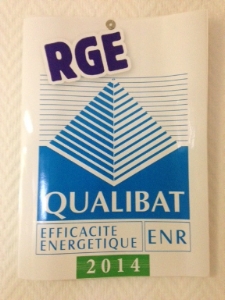 RGE
QUALIBAT
EFFICACITE
ENERGETIQUE
ENR
2014